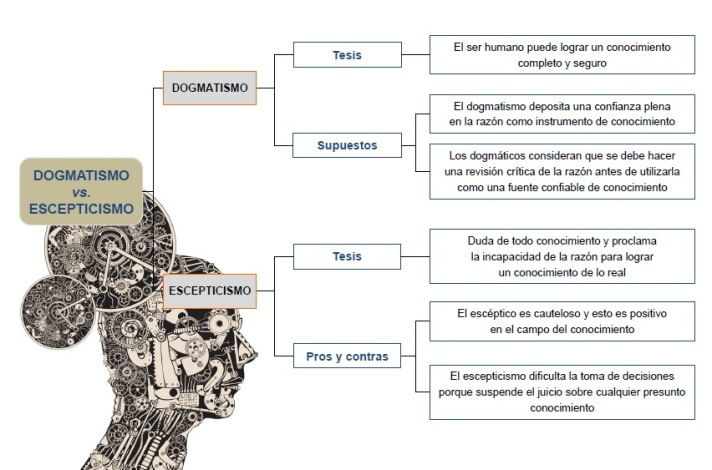 DOGMATISMO
vs.
ESCEPTICISMO
DOGMATISMO
Tesis
El ser humano puede lograr un conocimiento
completo y seguro
Supuestos
El dogmatismo deposita una confianza plena
en la razón como instrumento de conocimiento
Los dogmáticos consideran que se debe hacer
una revisión crítica de la razón antes de utilizarla
como una fuente confiable de conocimiento
ESCEPTICISMO
Tesis
Duda de todo conocimiento y proclama
la incapacidad de la razón para lograr
un conocimiento de lo real
Pros y contras
El escéptico es cauteloso y esto es positivo
en el campo del conocimiento
El escepticismo dificulta la toma de decisiones
porque suspende el juicio sobre cualquier presunto
conocimiento